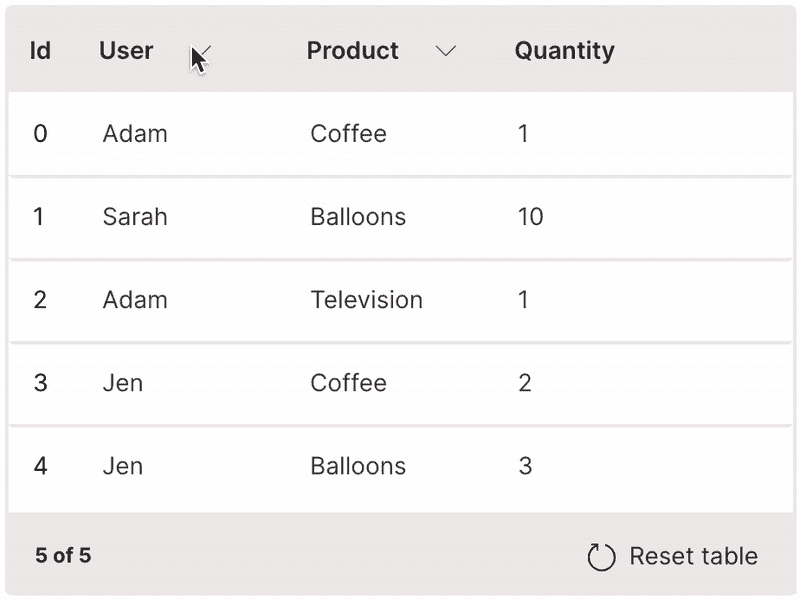 Id User Product Quantity
0 Adam Coffee 1
1 Sarah Balloons 10
2 Adam Television 1
3 Jen Coffee 2
4 Jen Balloons 3
5 of 5 Reset table